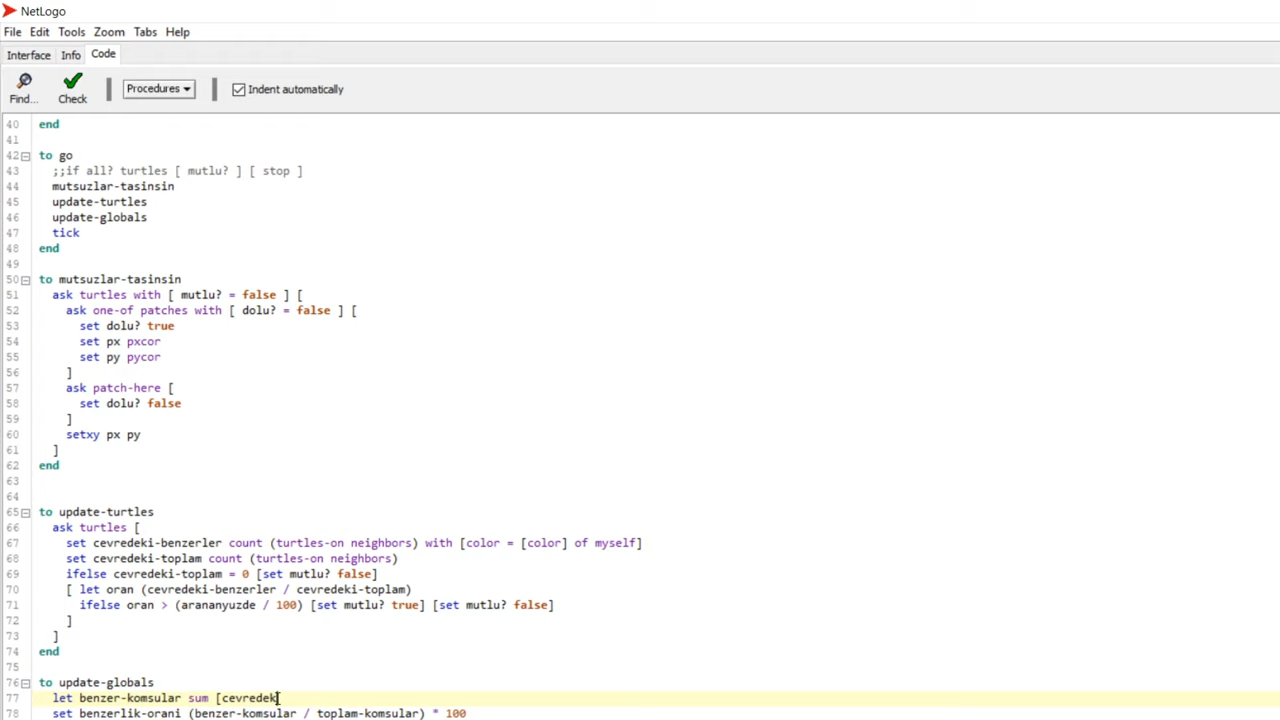 NetLogo
File Edit Tools Zoom Tabs Help
Interface Info Code
Find... Check Procedures Indent automatically
40 end
41
42 to go
43 ;;if all? turtles [ mutlu? ] [ stop ]
44 mutsuzlar-tasinsin
45 update-turtles
46 update-globals
47 tick
48 end
49
50 to mutsuzlar-tasinsin
51 ask turtles with [ mutlu? = false ] [
52 ask one-of patches with [ dolu? = false ] [
53 set dolu? true
54 set px pxcor
55 set py pycor
56 ]
57 ask patch-here [
58 set dolu? false
59 ]
60 setxy px py
61 ]
62 end
63
64
65 to update-turtles
66 ask turtles [
67 set cevredeki-benzerler count (turtles-on neighbors) with [color = [color] of myself]
68 set cevredeki-toplam count (turtles-on neighbors)
69 ifelse cevredeki-toplam = 0 [set mutlu? false]
70 [ let oran (cevredeki-benzerler / cevredeki-toplam)
71 ifelse oran > (arananyuzde / 100) [set mutlu? true] [set mutlu? false]
72 ]
73 ]
74 end
75
76 to update-globals
77 let benzer-komsular sum [cevredek
78 set benzerlik-orani (benzer-komsular / toplam-komsular) * 100